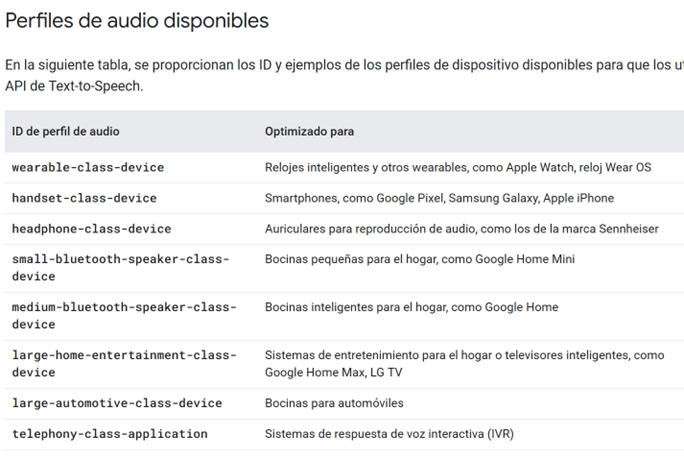 Perfiles de audio disponibles
En la siguiente tabla, se proporcionan los ID y ejemplos de los perfiles de dispositivo disponibles para que los
API de Text-to-Speech.
ID de perfil de audio Optimizado para
wearable-class-device Relojes inteligentes y otros wearables, como Apple Watch, reloj Wear OS
handset-class-device Smartphones, como Google Pixel, Samsung Galaxy, Apple iPhone
headphone-class-device Auriculares para reproducción de audio, como los de la marca Sennheiser
small-bluetooth-speaker-class- Bocinas pequeñas para el hogar, como Google Home Mini
device
medium-bluetooth-speaker-class- Bocinas inteligentes para el hogar, como Google Home
device
large-home-entertainment-class- Sistemas de entretenimiento para el hogar o televisores inteligentes, como
device Google Home Max, LG TV
large-automotive-class-device Bocinas para automóviles
telephony-class-application Sistemas de respuesta de voz interactiva (IVR)